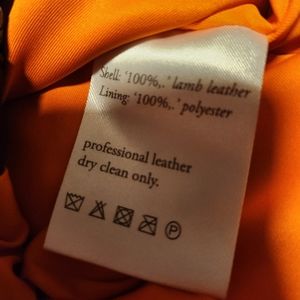 Shell: '100%,.' lamb leather
Lining: '100%,.' polyester
professional leather
dry clean only.
P